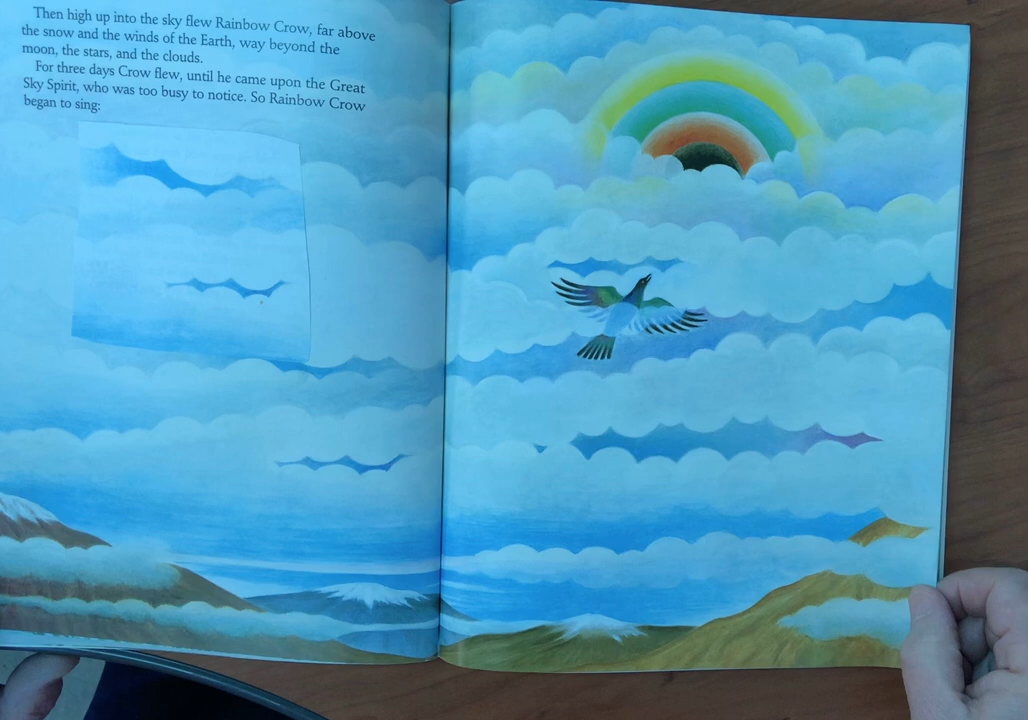 Then high up into the sky flew Rainbow Crow, far above
the snow and the winds of the Earth, way beyond the
moon, the stars, and the clouds.
For three days Crow flew, until he came upon the Great
Sky Spirit, who was too busy to notice. So Rainbow Crow
began to sing: